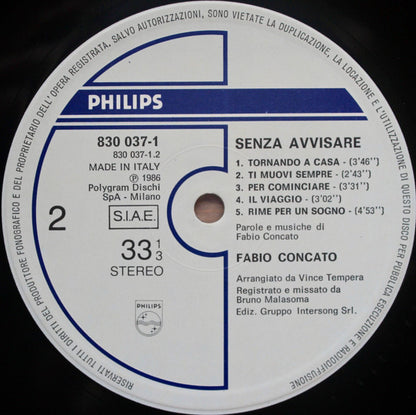 RISERVATI TUTTI I DIRITTI DEL PRODUTTORE FONOGRAFICO E DEL PROPRIETARIO DELL'OPERA REGISTRATA. SALVO AUTORIZZAZIONI, SONO VIETATE LA DUPLICAZIONE, LA LOCAZIONE E L'UTILIZZAZIONE DI QUESTO DISCO PER PUBBLICA ESECUZIONE E RADIODIFFUSIONE
PHILIPS
830 037-1
830 037-1.2
MADE IN ITALY
℗ 1986
Polygram Dischi
SpA - Milano
S.I.A.E.
2
33 1/3
STEREO
PHILIPS
SENZA AVVISARE
1. TORNANDO A CASA - (3'46'')
2. TI MUOVI SEMPRE - (2'43'')
3. PER COMINCIARE - (3'31'')
4. IL VIAGGIO - (3'02'')
5. RIME PER UN SOGNO - (4'53'')
Parole e musiche di
Fabio Concato
FABIO CONCATO
Arrangiato da Vince Tempera
Registrato e missato da
Bruno Malasoma
Ediz. Gruppo Intersong Srl.